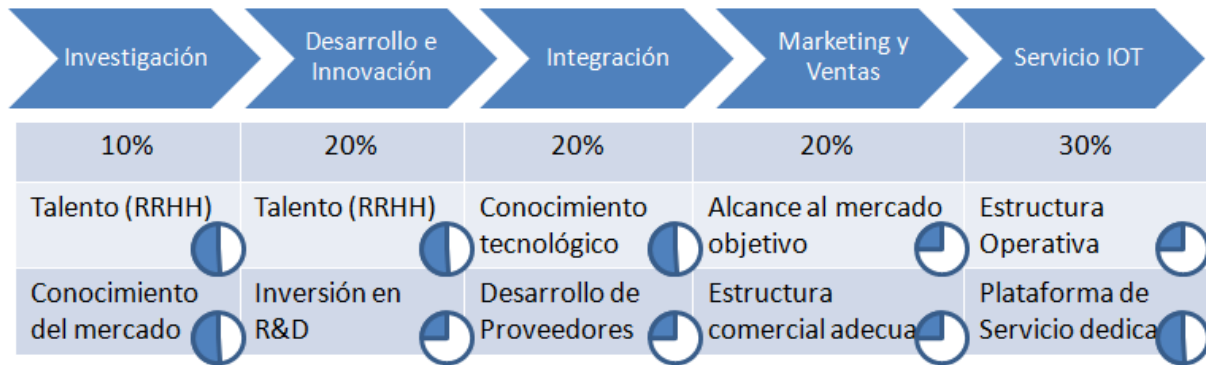 Investigación
Desarrollo e
Innovación
Integración
Marketing y
Ventas
Servicio IOT
10%
20%
20%
20%
30%
Talento (RRHH)
Talento (RRHH)
Conocimiento
tecnológico
Alcance al mercado
objetivo
Estructura
Operativa
Conocimiento
del mercado
Inversión en
R&D
Desarrollo de
Proveedores
Estructura
comercial adecua
Plataforma de
Servicio dedica